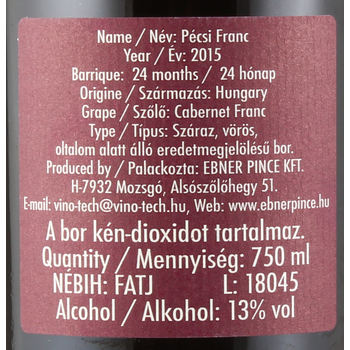 Name / Név: Pécsi Franc
Year / Év: 2015
Barrique: 24 months / 24 hónap
Origine / Származás: Hungary
Grape / Szőlő: Cabernet Franc
Type / Típus: Száraz, vörös,
oltalom alatt álló eredetmegjelölésű bor.
Produced by / Palackozta: EBNER PINCE KFT.
H-7932 Mozsgó, Alsószőlőhegy 51.
E-mail: vino-tech@vino-tech.hu, Web: www.ebnerpince.hu
A bor kén-dioxidot tartalmaz.
Quantity / Mennyiség: 750 ml
NÉBIH: FATJ L: 18045
Alcohol / Alkohol: 13% vol